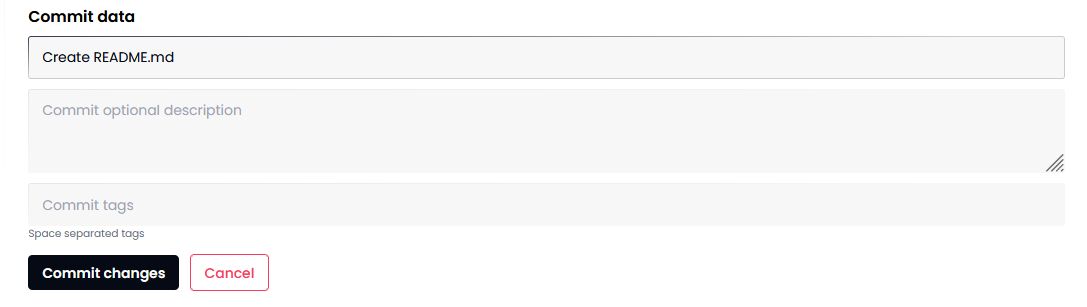 Commit data
Create README.md
Commit optional description
Commit tags
Space separated tags
Commit changes Cancel